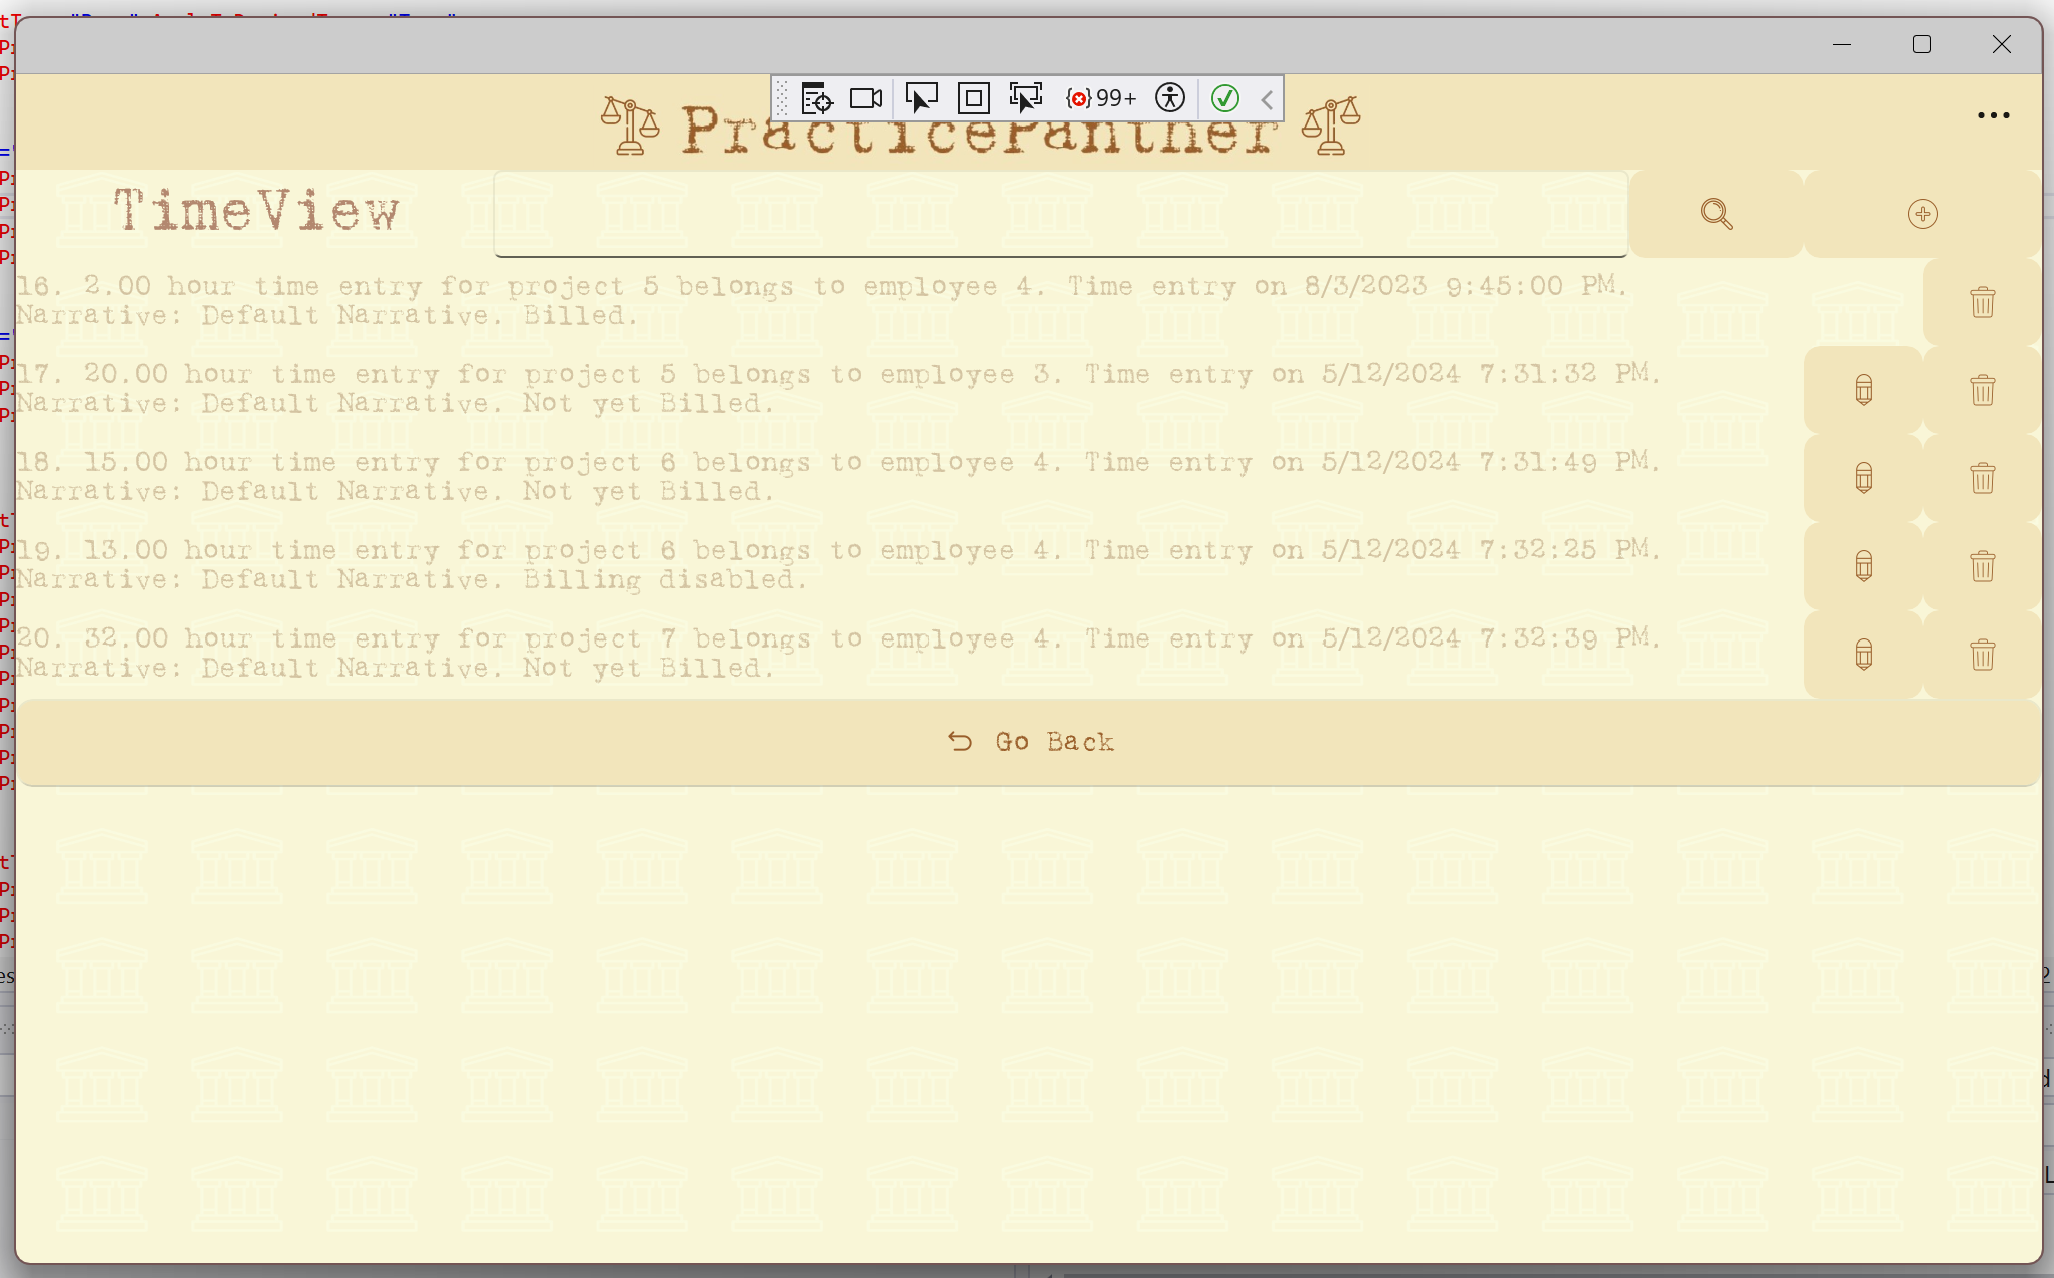 99+
PracticePanther
TimeView
16. 2.00 hour time entry for project 5 belongs to employee 4. Time entry on 8/3/2023 9:45:00 PM.
Narrative: Default Narrative. Billed.
17. 20.00 hour time entry for project 5 belongs to employee 3. Time entry on 5/12/2024 7:31:32 PM.
Narrative: Default Narrative. Not yet Billed.
18. 15.00 hour time entry for project 6 belongs to employee 4. Time entry on 5/12/2024 7:31:49 PM.
Narrative: Default Narrative. Not yet Billed.
19. 13.00 hour time entry for project 6 belongs to employee 4. Time entry on 5/12/2024 7:32:25 PM.
Narrative: Default Narrative. Billing disabled.
20. 32.00 hour time entry for project 7 belongs to employee 4. Time entry on 5/12/2024 7:32:39 PM.
Narrative: Default Narrative. Not yet Billed.
Go Back